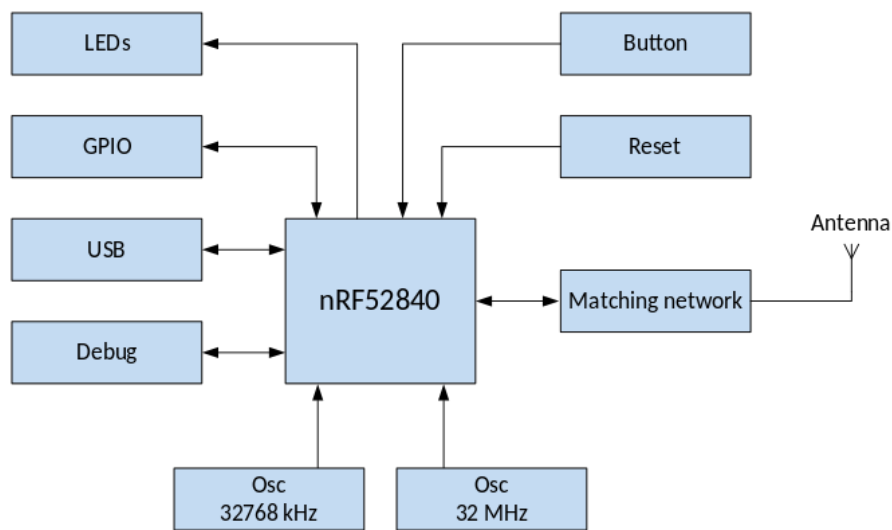 LEDs
Button
GPIO
Reset
Antenna
USB
nRF52840
Matching network
Debug
Osc
32768 kHz
Osc
32 MHz